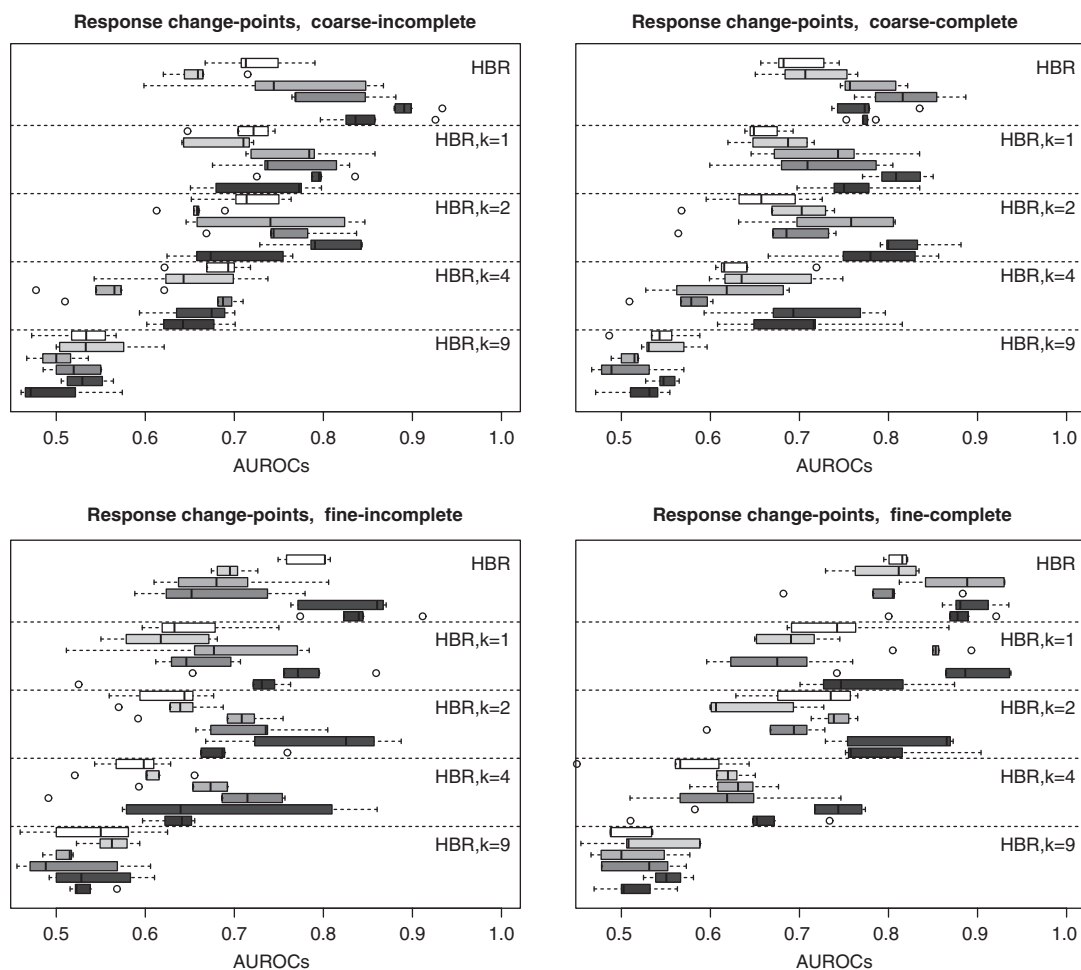 Response change-points, coarse-incomplete
HBR
HBR,k=1
HBR,k=2
HBR,k=4
HBR,k=9
0.5 0.6 0.7 0.8 0.9 1.0
AUROCs
Response change-points, coarse-complete
HBR
HBR,k=1
HBR,k=2
HBR,k=4
HBR,k=9
0.5 0.6 0.7 0.8 0.9 1.0
AUROCs
Response change-points, fine-incomplete
HBR
HBR,k=1
HBR,k=2
HBR,k=4
HBR,k=9
0.5 0.6 0.7 0.8 0.9 1.0
AUROCs
Response change-points, fine-complete
HBR
HBR,k=1
HBR,k=2
HBR,k=4
HBR,k=9
0.5 0.6 0.7 0.8 0.9 1.0
AUROCs